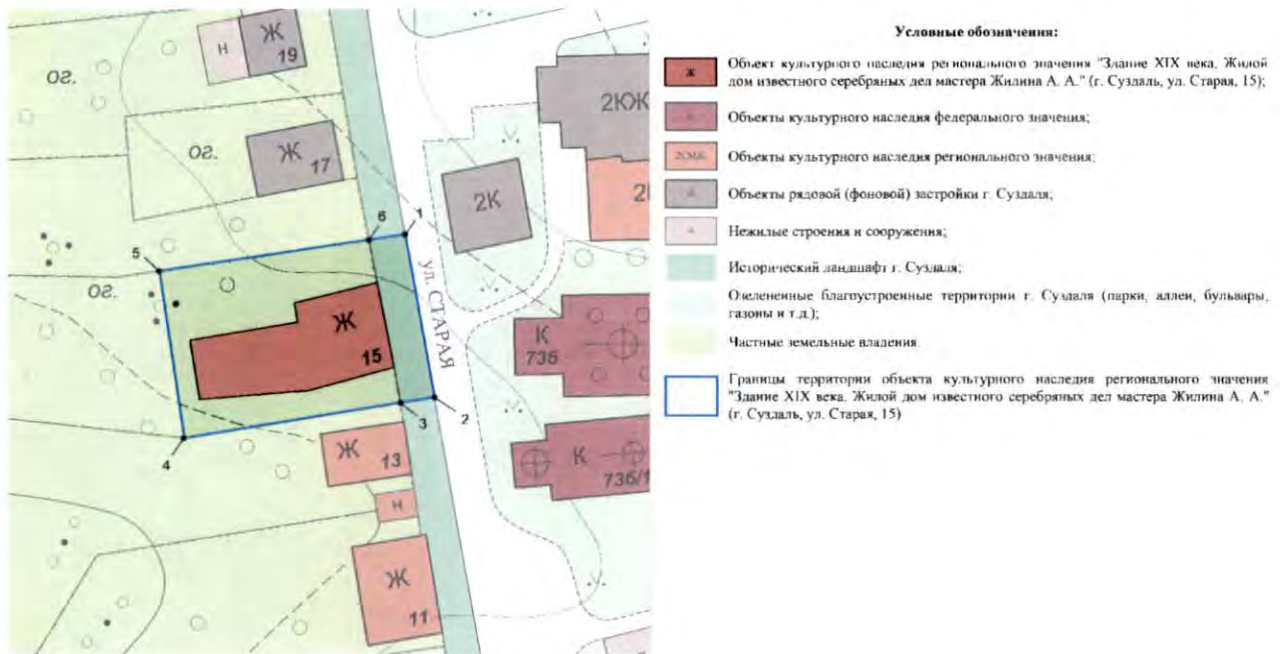 Н
Ж
19
ОГ.
2КЖ
ОГ.
Ж
17
2К
6
1
5
ОГ.
ул. СТАРАЯ
Ж
15
К
736
3
2
4
Ж
13
К
736/1
Н
Ж
11
Условные обозначения:
Ж
Объект культурного наследия регионального значения "Здание XIX века. Жилой
дом известного серебряных дел мастера Жилина А. А." (г. Суздаль, ул. Старая, 15);
Объекты культурного наследия федерального значения;
Объекты культурного наследия регионального значения;
Объекты рядовой (фоновой) застройки г. Суздаля;
Нежилые строения и сооружения;
Исторический ландшафт г. Суздаля;
Озелененные благоустроенные территории г. Суздаля (парки, аллеи, бульвары,
газоны и т.д.);
Частные земельные владения
Границы территории объекта культурного наследия регионального значения
"Здание XIX века. Жилой дом известного серебряных дел мастера Жилина А. А."
(г. Суздаль, ул. Старая, 15)